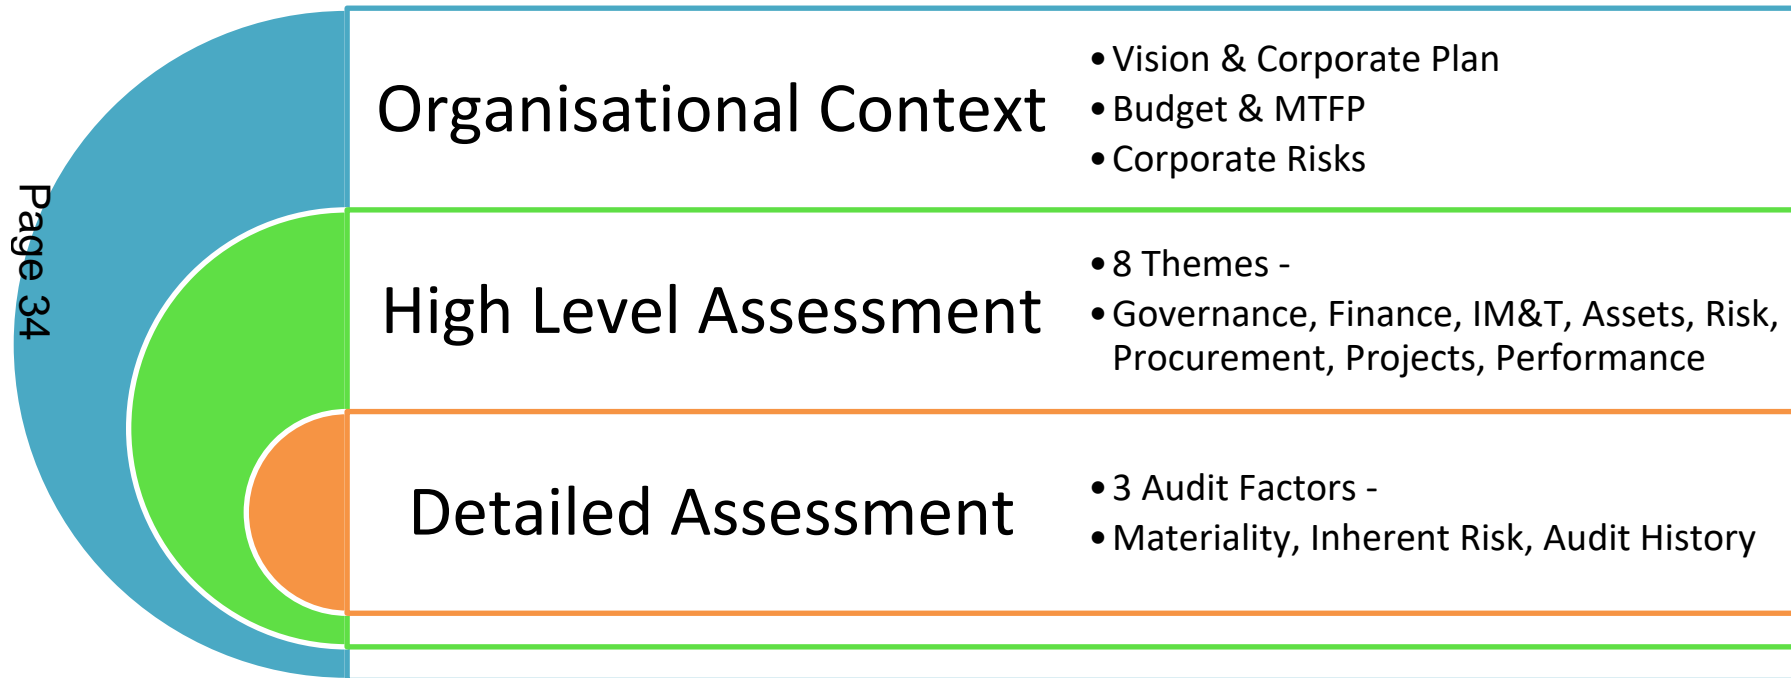 Page 34
Organisational Context
• Vision & Corporate Plan
• Budget & MTFP
• Corporate Risks
High Level Assessment
• 8 Themes -
• Governance, Finance, IM&T, Assets, Risk,
Procurement, Projects, Performance
Detailed Assessment
• 3 Audit Factors -
• Materiality, Inherent Risk, Audit History